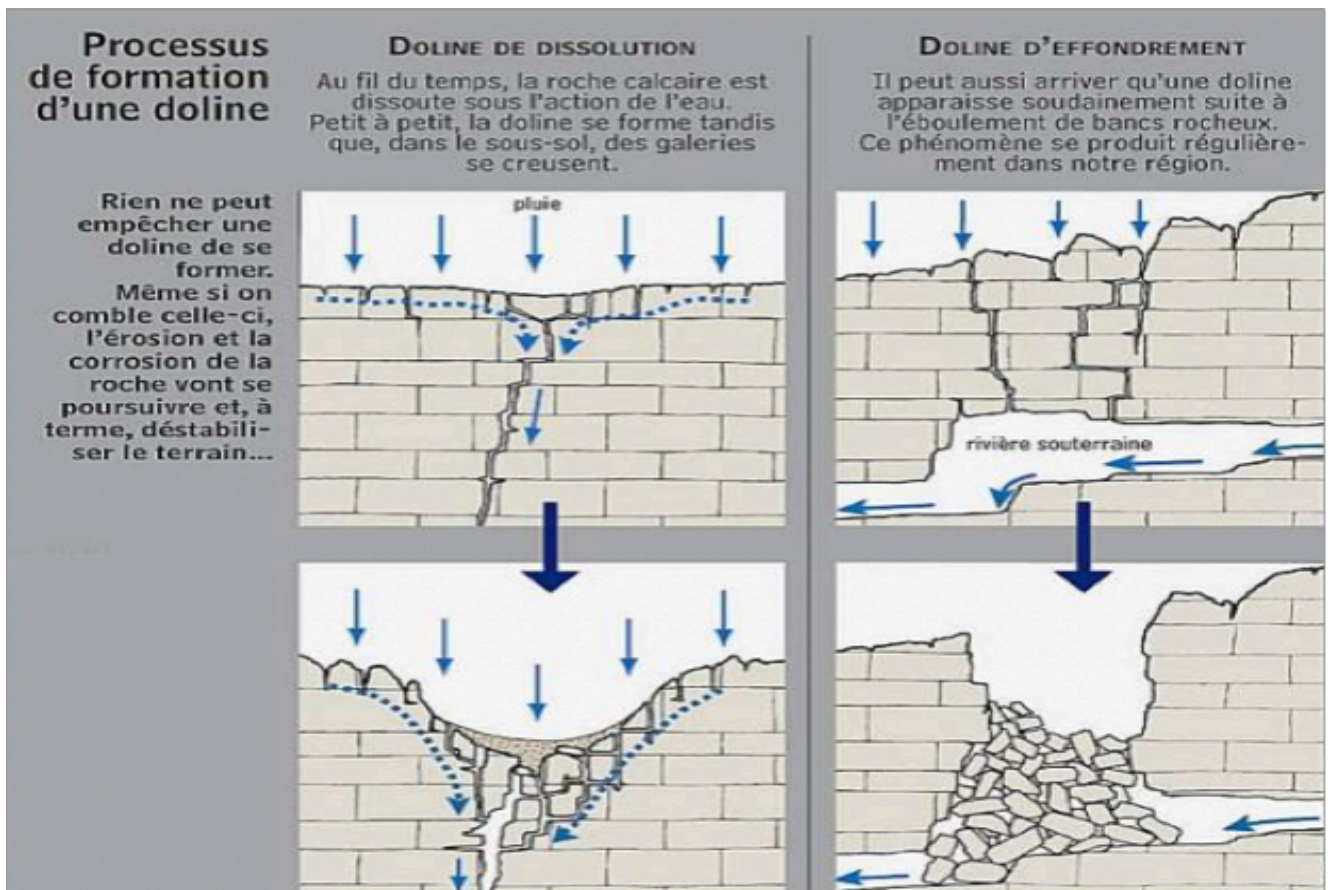 Processus
de formation
d'une doline
Rien ne peut
empêcher une
doline de se
former.
Même si on
comble celle-ci,
l'érosion et la
corrosion de la
roche vont se
poursuivre et, à
terme, déstabili-
ser le terrain...
DOLINE DE DISSOLUTION
Au fil du temps, la roche calcaire est
dissoute sous l'action de l'eau.
Petit à petit, la doline se forme tandis
que, dans le sous-sol, des galeries
se creusent.
pluie
DOLINE D'EFFONDREMENT
Il peut aussi arriver qu'une doline
apparaisse soudainement suite à
l'éboulement de bancs rocheux.
Ce phénomène se produit régulière-
ment dans notre région.
rivière souterraine